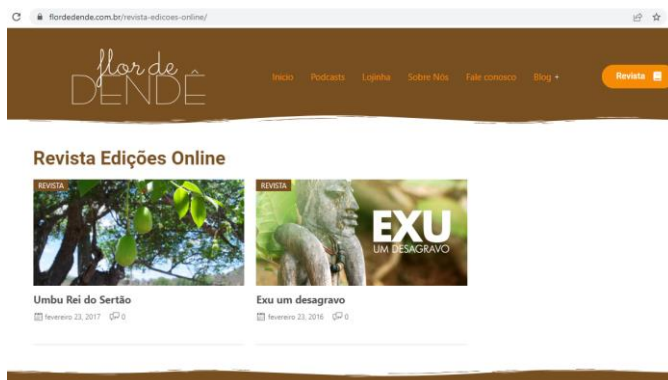 flordedende.com.br/revista-edicoes-online/
flor de
DENDÊ
Inicio Podcasts Lojinha Sobre Nós Fale conosco Blog +
Revista
Revista Edições Online
REVISTA
REVISTA
EXU
UM DESAGRAVO
Umbu Rei do Sertão
fevereiro 23, 2017 0
Exu um desagravo
fevereiro 23, 2016 0